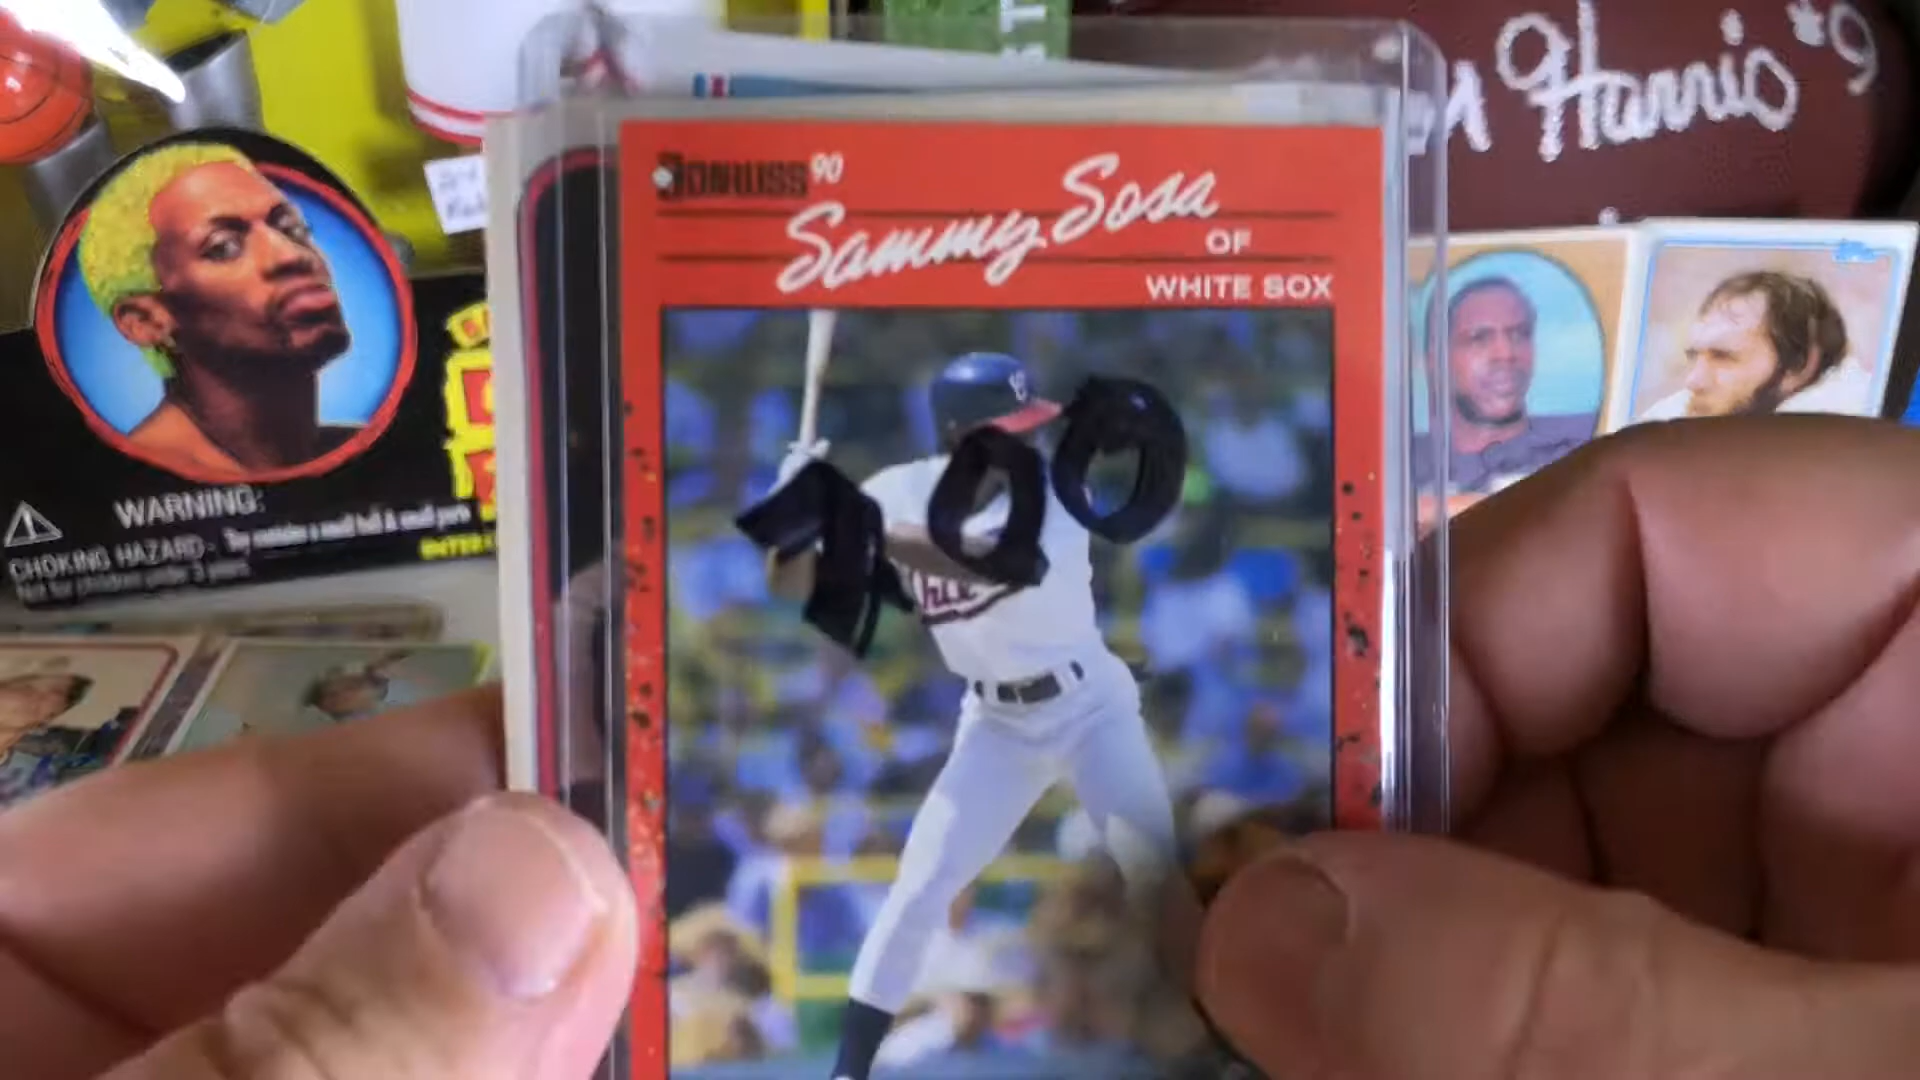 Harris #9
DONRUSS 90
Sammy Sosa
OF
WHITE SOX
100
WARNING:
CHOKING HAZARD- Toy contains a small ball & small parts
Not for children under 3 years